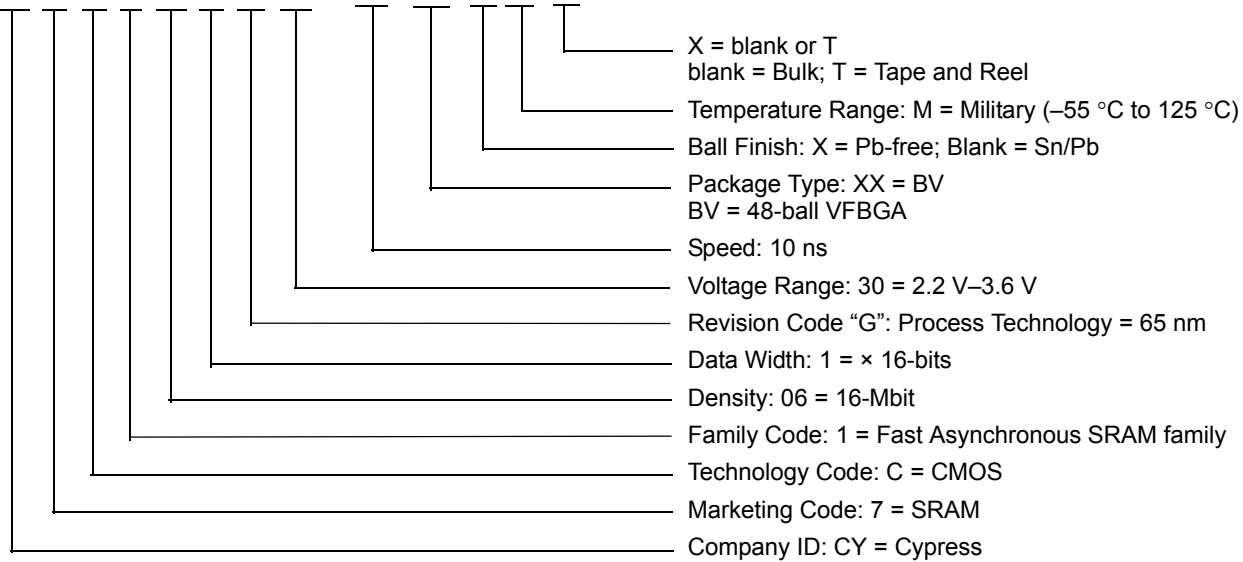 X = blank or T
blank = Bulk; T = Tape and Reel
Temperature Range: M = Military (–55 °C to 125 °C)
Ball Finish: X = Pb-free; Blank = Sn/Pb
Package Type: XX = BV
BV = 48-ball VFBGA
Speed: 10 ns
Voltage Range: 30 = 2.2 V–3.6 V
Revision Code “G”: Process Technology = 65 nm
Data Width: 1 = × 16-bits
Density: 06 = 16-Mbit
Family Code: 1 = Fast Asynchronous SRAM family
Technology Code: C = CMOS
Marketing Code: 7 = SRAM
Company ID: CY = Cypress